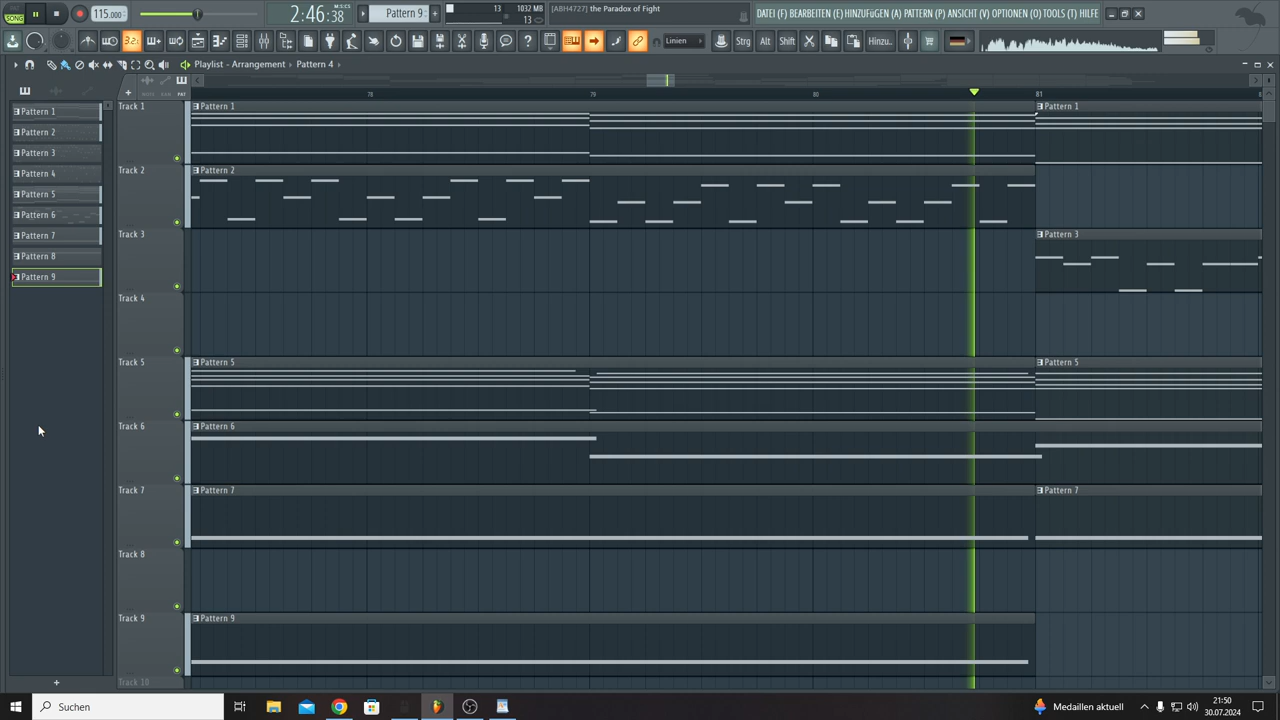 PAT
SONG
115.000
2:46:38
M:S:CS
Pattern 9
13
1032 MB
13
[ABH47Z7] the Paradox of Fight
DATEI (F) BEARBEITEN (E) HINZUFüGEN (A) PATTERN (P) ANSICHT (V) OPTIONEN (O) TOOLS (T) HILFE
Linien
Strg
Alt
Shift
Hinzu..
Playlist - Arrangement
Pattern 4
PAT
78
79
80
81
Pattern 1
Pattern 2
Pattern 3
Pattern 4
Pattern 5
Pattern 6
Pattern 7
Pattern 8
Pattern 9
Track 1
Pattern 1
Pattern 1
Track 2
Pattern 2
Track 3
Pattern 3
Track 4
Track 5
Pattern 5
Pattern 5
Track 6
Pattern 6
Track 7
Pattern 7
Pattern 7
Track 8
Track 9
Pattern 9
Track 10
Suchen
Medaillen aktuell
21:50
30.07.2024